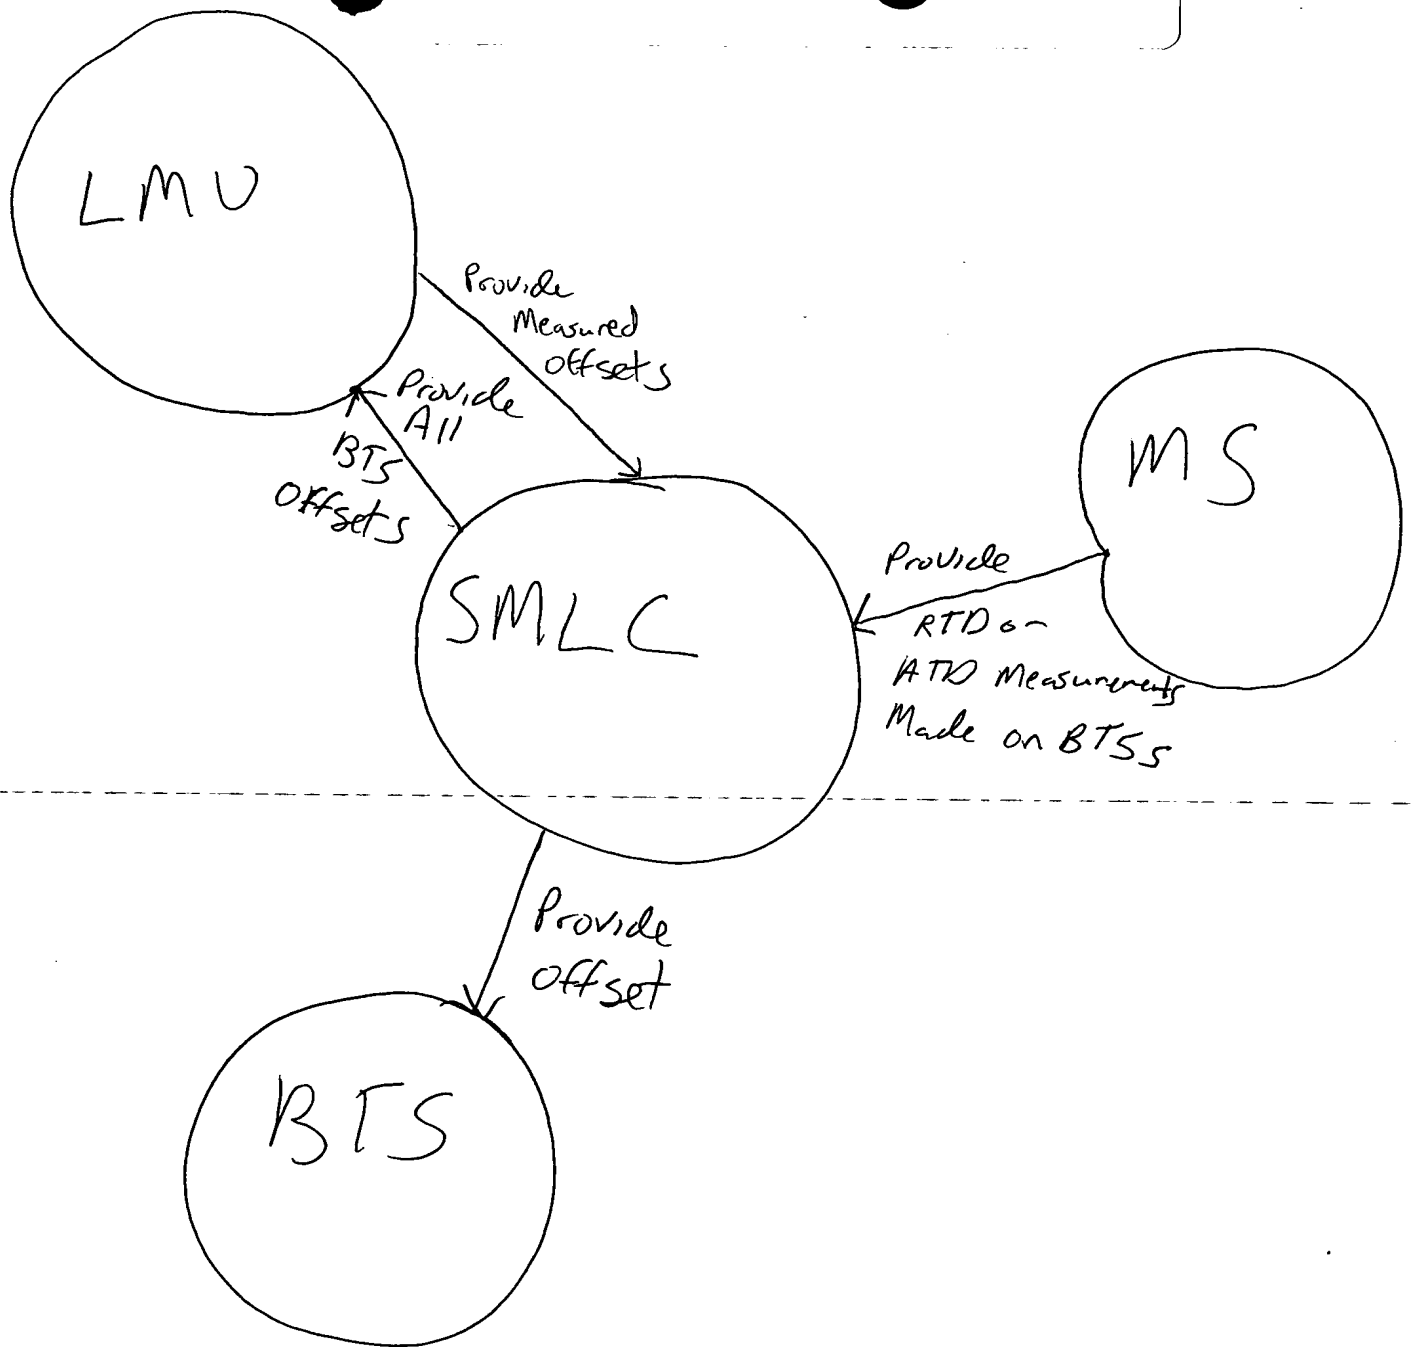 LMU
Provide
Measured
Offsets
Provide
All
BTS
Offsets
MS
SMLC
Provide
RTD or
ATD Measurements
Made on BTSs
Provide
Offset
BTS